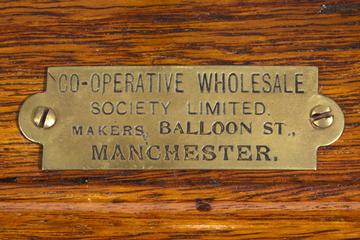 CO-OPERATIVE WHOLESALE
SOCIETY LIMITED.
MAKERS, BALLOON ST.,
MANCHESTER.